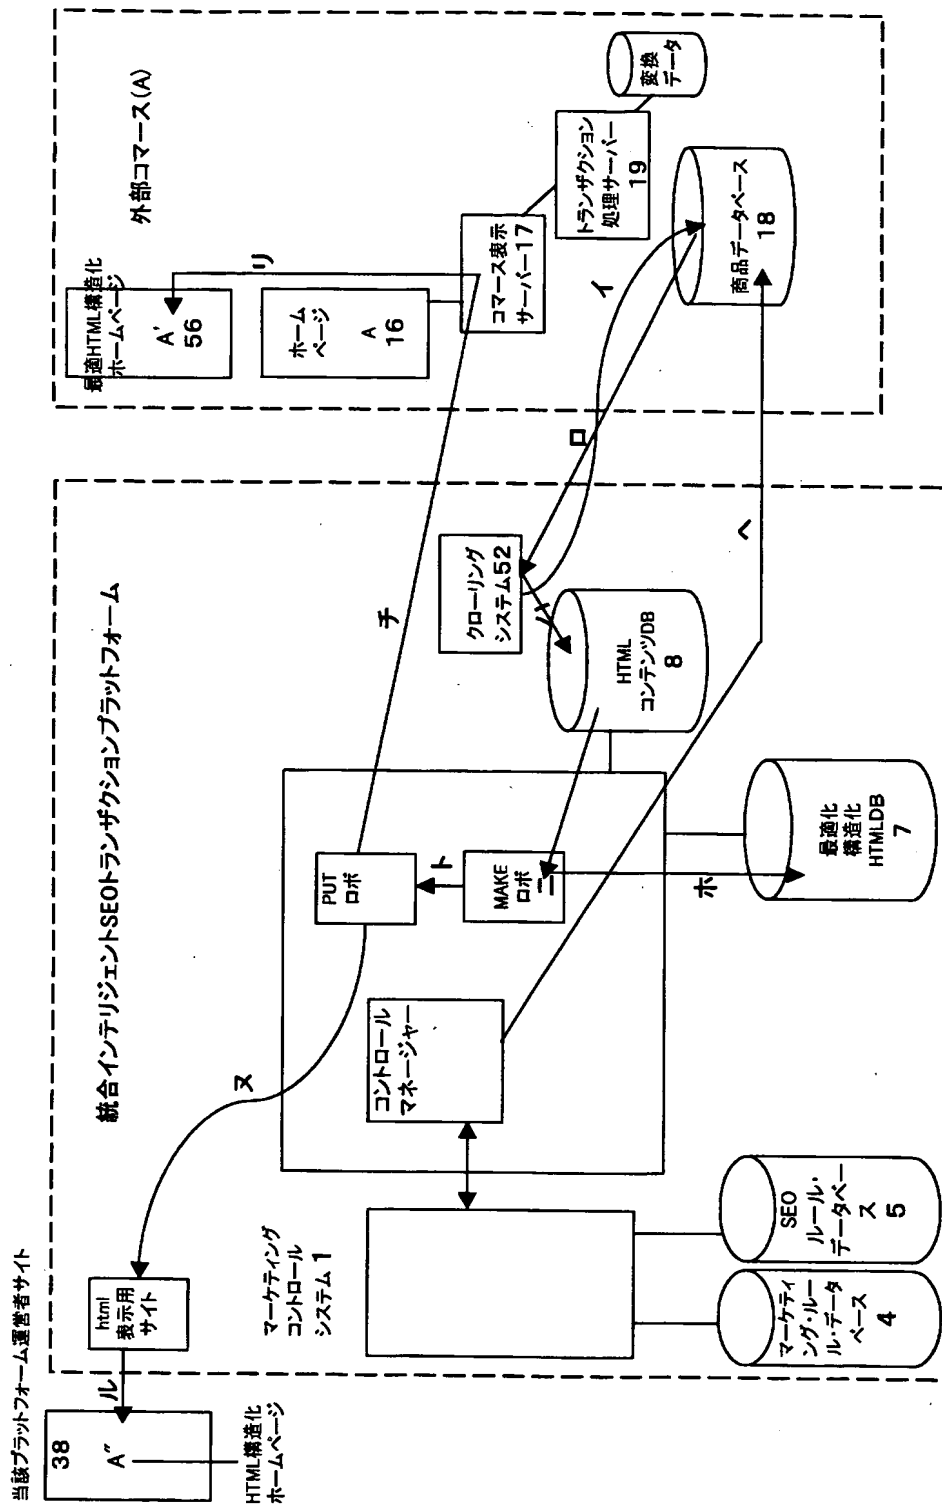 当該プラットフォーム運営者サイト
38
A"
HTML構造化
ホームページ
ル
html
表示用
サイト
ヌ
統合インテリジェントSEOトランザクションプラットフォーム
マーケティング
コントロール
システム1
マーケティ
ング・ルー
ル・データ
ベース
4
SEO
ルール・
データベー
ス
5
コントロール
マネージャー
PUT
ロボ
ト
MAKE
ロボ
ニ
ホ
最適化
構造化
HTMLDB
7
チ
クローリング
システム52
ハ
HTML
コンテンツDB
8
ヘ
ロ
イ
外部コマース(A)
最適HTML構造化
ホームページ
A'
56
リ
ホーム
ページ
A
16
コマース表示
サーバー17
トランザクション
処理サーバー
19
変換
データ
商品データベース
18